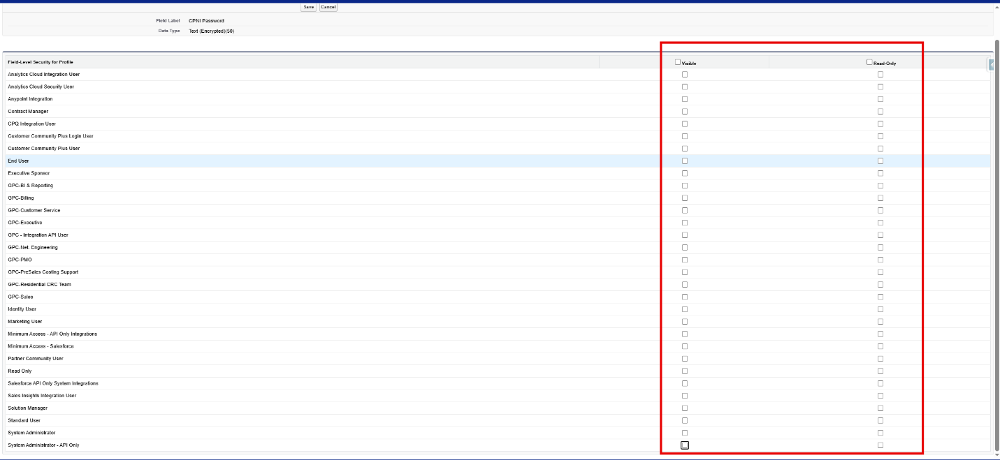 Save Cancel
Field Label CPNI Password
Data Type Text (Encrypted)(50)
Field-Level Security for Profile Visible Read-Only
Analytics Cloud Integration User
Analytics Cloud Security User
Anypoint Integration
Contract Manager
CPQ Integration User
Customer Community Plus Login User
Customer Community Plus User
End User
Executive Sponsor
GPC-BI & Reporting
GPC-Billing
GPC-Customer Service
GPC-Executive
GPC - Integration API User
GPC-Net. Engineering
GPC-PMO
GPC-PreSales Costing Support
GPC-Residential CRC Team
GPC-Sales
Identity User
Marketing User
Minimum Access - API Only Integrations
Minimum Access - Salesforce
Partner Community User
Read Only
Salesforce API Only System Integrations
Sales Insights Integration User
Solution Manager
Standard User
System Administrator
System Administrator - API Only